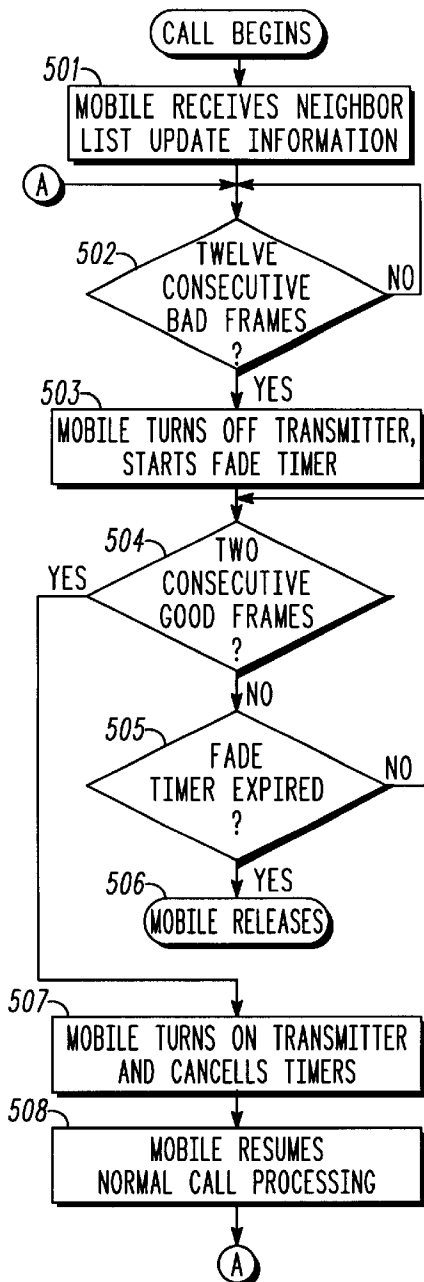 CALL BEGINS
501
MOBILE RECEIVES NEIGHBOR
LIST UPDATE INFORMATION
A
502
TWELVE
CONSECUTIVE
BAD FRAMES
?
NO
YES
503
MOBILE TURNS OFF TRANSMITTER,
STARTS FADE TIMER
504
YES
TWO
CONSECUTIVE
GOOD FRAMES
?
NO
505
FADE
TIMER EXPIRED
?
NO
YES
506
MOBILE RELEASES
507
MOBILE TURNS ON TRANSMITTER
AND CANCELLS TIMERS
508
MOBILE RESUMES
NORMAL CALL PROCESSING
A